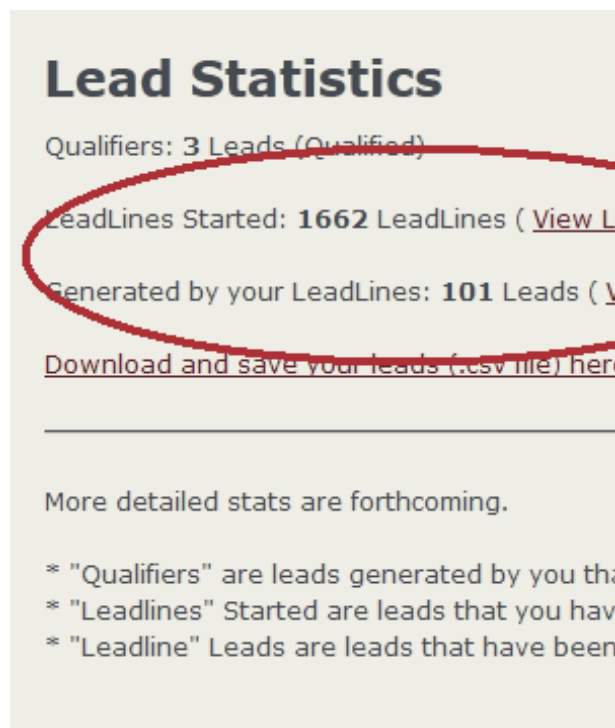 Lead Statistics
Qualifiers: 3 Leads (Qualified)
LeadLines Started: 1662 LeadLines ( View L
Generated by your LeadLines: 101 Leads (
Download and save your leads (.csv file) here
More detailed stats are forthcoming.
* "Qualifiers" are leads generated by you tha
* "Leadlines" Started are leads that you hav
* "Leadline" Leads are leads that have been